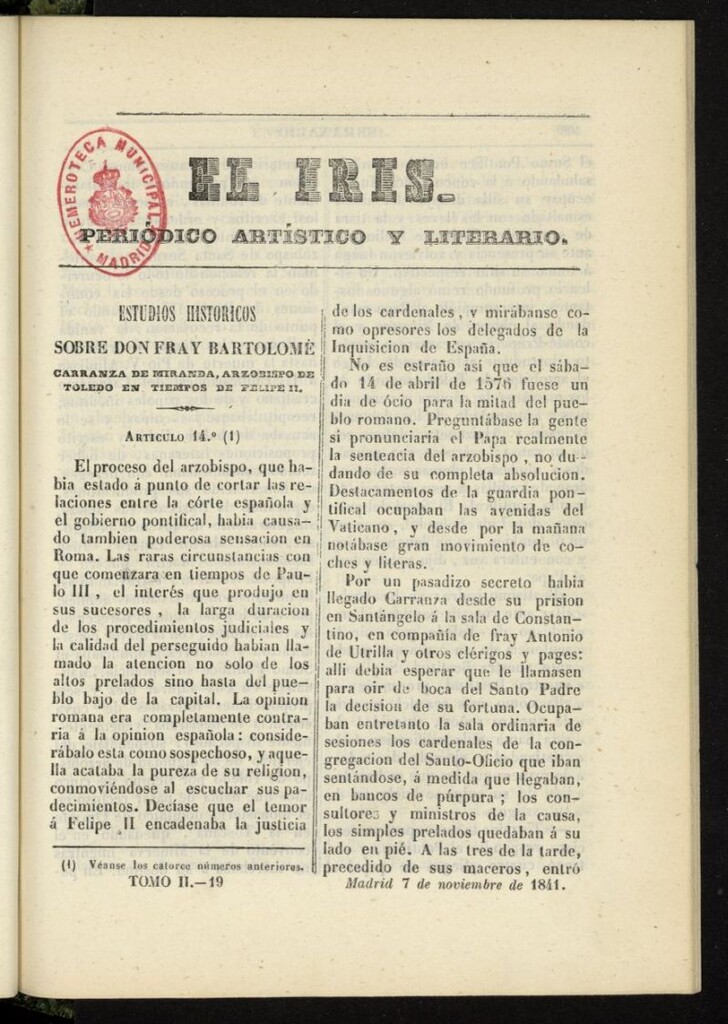 HEMEROTECA MUNICIPAL
MADRID
EL IRIS.
PERIÓDICO ARTÍSTICO Y LITERARIO.
ESTUDIOS HISTORICOS
SOBRE DON FRAY BARTOLOMÉ
CARRANZA DE MIRANDA, ARZOBISPO DE
TOLEDO EN TIEMPOS DE FELIPE II.
ARTICULO 14.º (1)
El proceso del arzobispo, que ha-
bia estado á punto de cortar las re-
laciones entre la córte española y
el gobierno pontifical, habia causa-
do tambien poderosa sensacion en
Roma. Las raras circunstancias con
que comenzara en tiempos de Pau-
lo III, el interés que produjo en
sus sucesores, la larga duracion
de los procedimientos judiciales y
la calidad del perseguido habian lla-
mado la atencion no solo de los
altos prelados sino hasta del pue-
blo bajo de la capital. La opinion
romana era completamente contra-
ria á la opinion española: conside-
rábalo esta como sospechoso, y aque-
lla acataba la pureza de su religion,
conmoviéndose al escuchar sus pa-
decimientos. Decíase que el temor
á Felipe II encadenaba la justicia
(1) Véanse los catorce números anteriores.
TOMO II.—19
de los cardenales, y mirábanse co-
mo opresores los delegados de la
Inquisicion de España.
No es estraño así que el sába-
do 14 de abril de 1576 fuese un
dia de ócio para la mitad del pue-
blo romano. Preguntábase la gente
si pronunciaria el Papa realmente
la sentencia del arzobispo, no du-
dando de su completa absolucion.
Destacamentos de la guardia pon-
tifical ocupaban las avenidas del
Vaticano, y desde por la mañana
notábase gran movimiento de co-
ches y literas.
Por un pasadizo secreto habia
llegado Carranza desde su prision
en Santángelo á la sala de Constan-
tino, en compañía de fray Antonio
de Utrilla y otros clérigos y pages:
alli debia esperar que le llamasen
para oir de boca del Santo Padre
la decision de su fortuna. Ocupa-
ban entretanto la sala ordinaria de
sesiones los cardenales de la con-
gregacion del Santo-Oficio que iban
sentándose, á medida que llegaban,
en bancos de púrpura; los con-
sultores y ministros de la causa,
los simples prelados quedaban á su
lado en pié. A las tres de la tarde,
precedido de sus maceros, entró
Madrid 7 de noviembre de 1841.